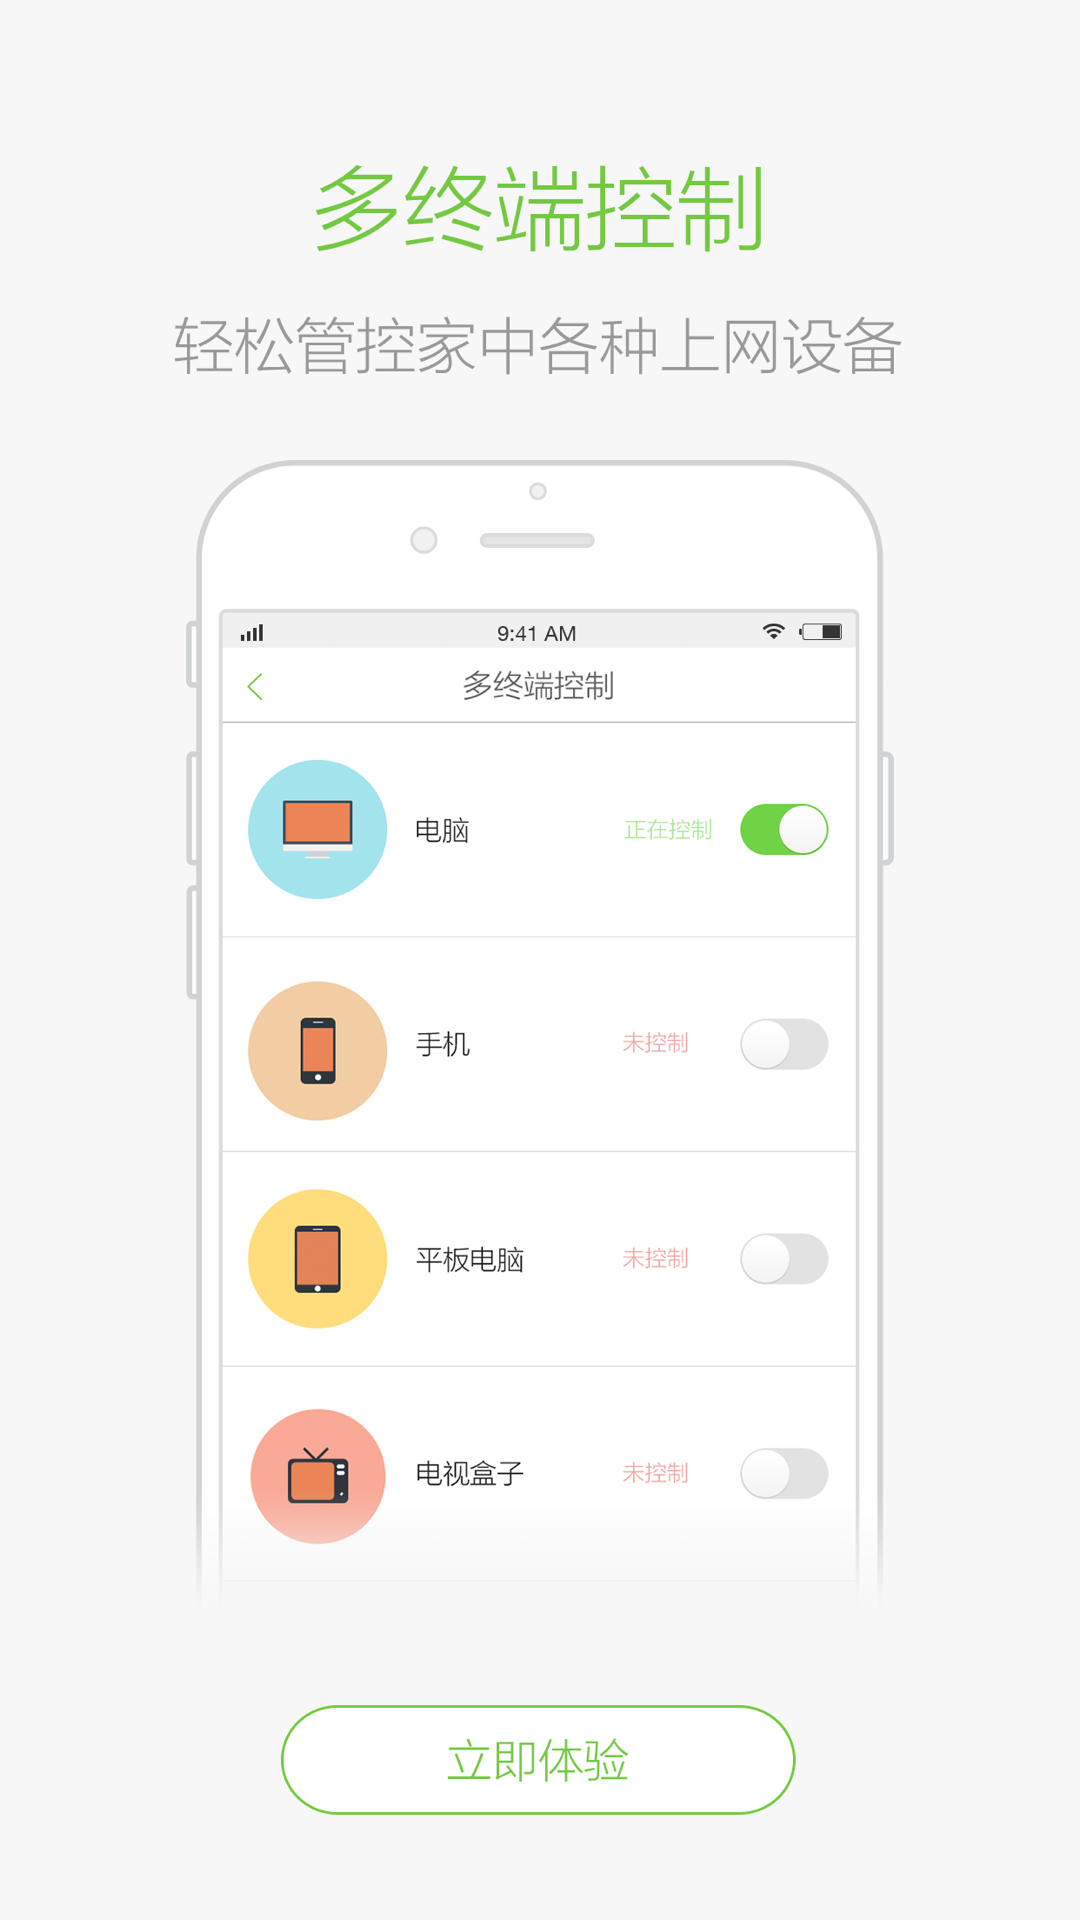 多终端控制
轻松管控家中各种上网设备
9:41 AM
多终端控制
电脑 正在控制
手机 未控制
平板电脑 未控制
电视盒子 未控制
立即体验